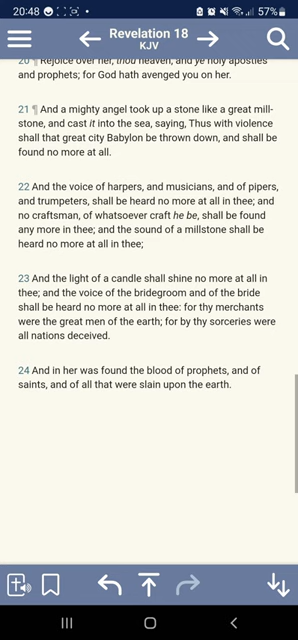 20:48
57%
Revelation 18
KJV
20 ¶ Rejoice over her, thou heaven, and ye holy apostles
and prophets; for God hath avenged you on her.
21 ¶ And a mighty angel took up a stone like a great mill-
stone, and cast it into the sea, saying, Thus with violence
shall that great city Babylon be thrown down, and shall be
found no more at all.
22 And the voice of harpers, and musicians, and of pipers,
and trumpeters, shall be heard no more at all in thee; and
no craftsman, of whatsoever craft he be, shall be found
any more in thee; and the sound of a millstone shall be
heard no more at all in thee;
23 And the light of a candle shall shine no more at all in
thee; and the voice of the bridegroom and of the bride
shall be heard no more at all in thee: for thy merchants
were the great men of the earth; for by thy sorceries were
all nations deceived.
24 And in her was found the blood of prophets, and of
saints, and of all that were slain upon the earth.